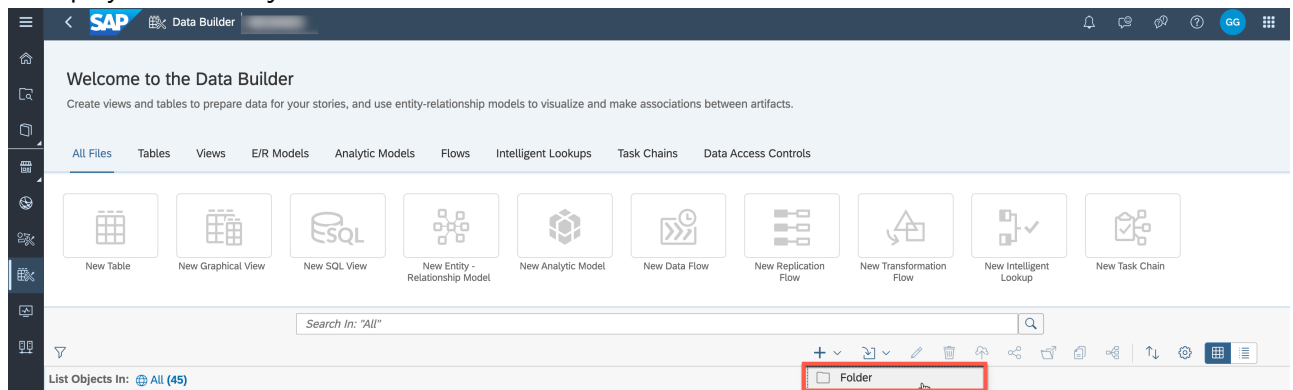 SAP Data Builder
GG
Welcome to the Data Builder
Create views and tables to prepare data for your stories, and use entity-relationship models to visualize and make associations between artifacts.
All Files Tables Views E/R Models Analytic Models Flows Intelligent Lookups Task Chains Data Access Controls
SQL
New Table New Graphical View New SQL View New Entity - New Analytic Model New Data Flow New Replication New Transformation New Intelligent New Task Chain
Relationship Model Flow Flow Lookup
Search In: "All"
List Objects In: All (45) Folder